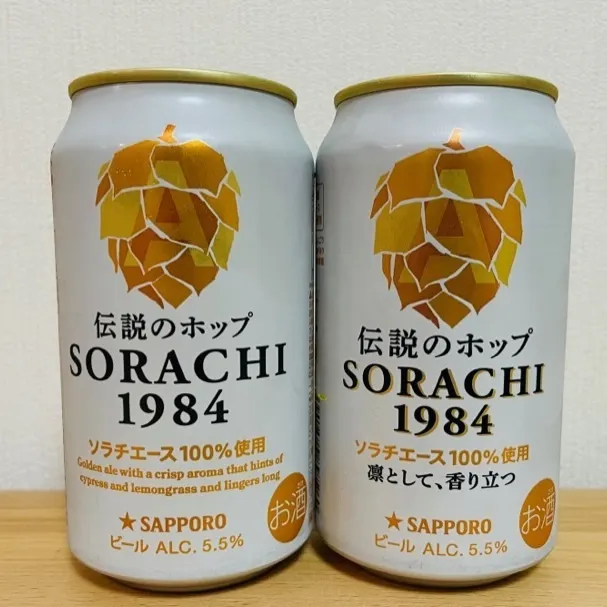 伝説のホップ
SORACHI
1984
ソラチエース100%使用
Golden ale with a crisp aroma that hints of
cypress and lemongrass and lingers long
お酒
★SAPPORO
ビール ALC. 5.5%
伝説のホップ
SORACHI
1984
ソラチエース100%使用
凛として、香り立つ
お酒
★SAPPORO
ビール ALC. 5.5%